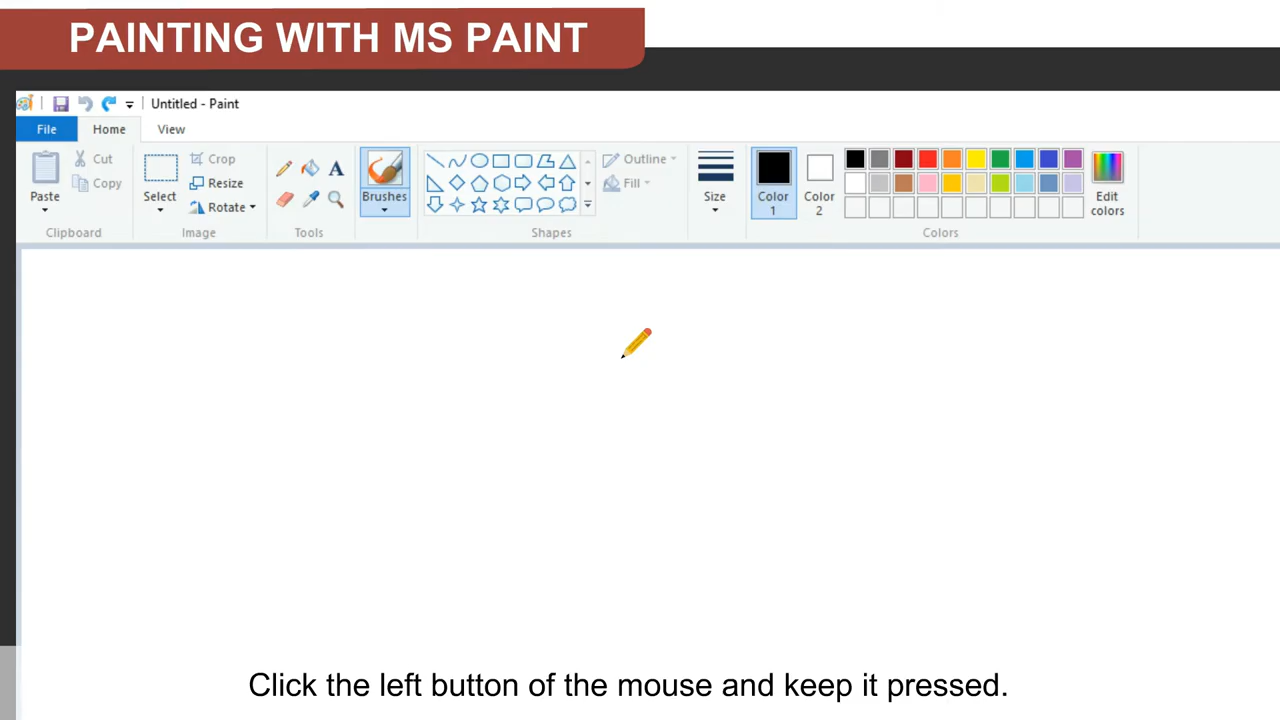 PAINTING WITH MS PAINT
Untitled - Paint
File Home View
Paste
Clipboard
Cut
Copy
Select
Crop
Resize
Rotate
Image
A
Tools
Brushes
Outline
Fill
Shapes
Size
Color
1
Color
2
Edit
colors
Colors
Click the left button of the mouse and keep it pressed.